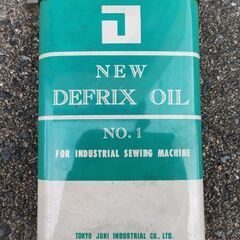 NEW
DEFRIX OIL
NO.1
FOR INDUSTRIAL SEWING MACHINE
TOKYO JUKI INDUSTRIAL CO., LTD.